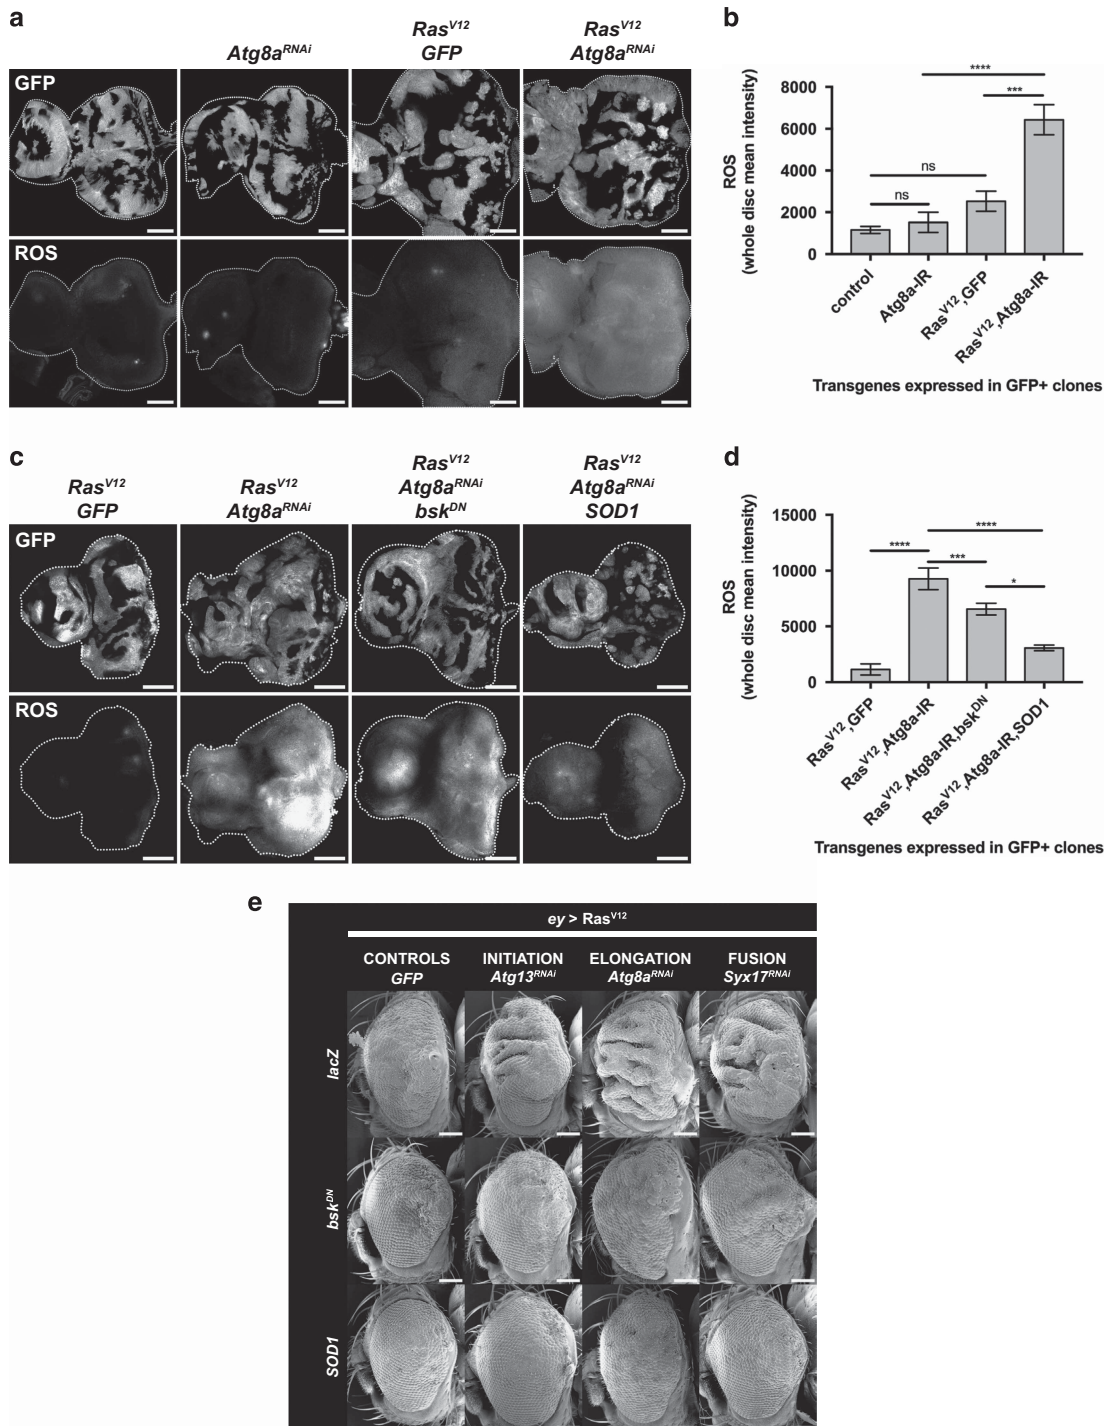 a
Atg8a^RNAi
Ras^V12
GFP
Ras^V12
Atg8a^RNAi
GFP
ROS
b
ROS
(whole disc mean intensity)
8000
6000
4000
2000
0
****
***
ns
ns
control
Atg8a-IR
Ras^V12,GFP
Ras^V12,Atg8a-IR
Transgenes expressed in GFP+ clones
c
Ras^V12
GFP
Ras^V12
Atg8a^RNAi
Ras^V12
Atg8a^RNAi
bsk^DN
Ras^V12
Atg8a^RNAi
SOD1
GFP
ROS
d
ROS
(whole disc mean intensity)
15000
10000
5000
0
****
****
***
*
Ras^V12,GFP
Ras^V12,Atg8a-IR
Ras^V12,Atg8a-IR,bsk^DN
Ras^V12,Atg8a-IR,SOD1
Transgenes expressed in GFP+ clones
e
ey > Ras^V12
CONTROLS
GFP
INITIATION
Atg13^RNAi
ELONGATION
Atg8a^RNAi
FUSION
Syx17^RNAi
lacZ
bsk^DN
SOD1